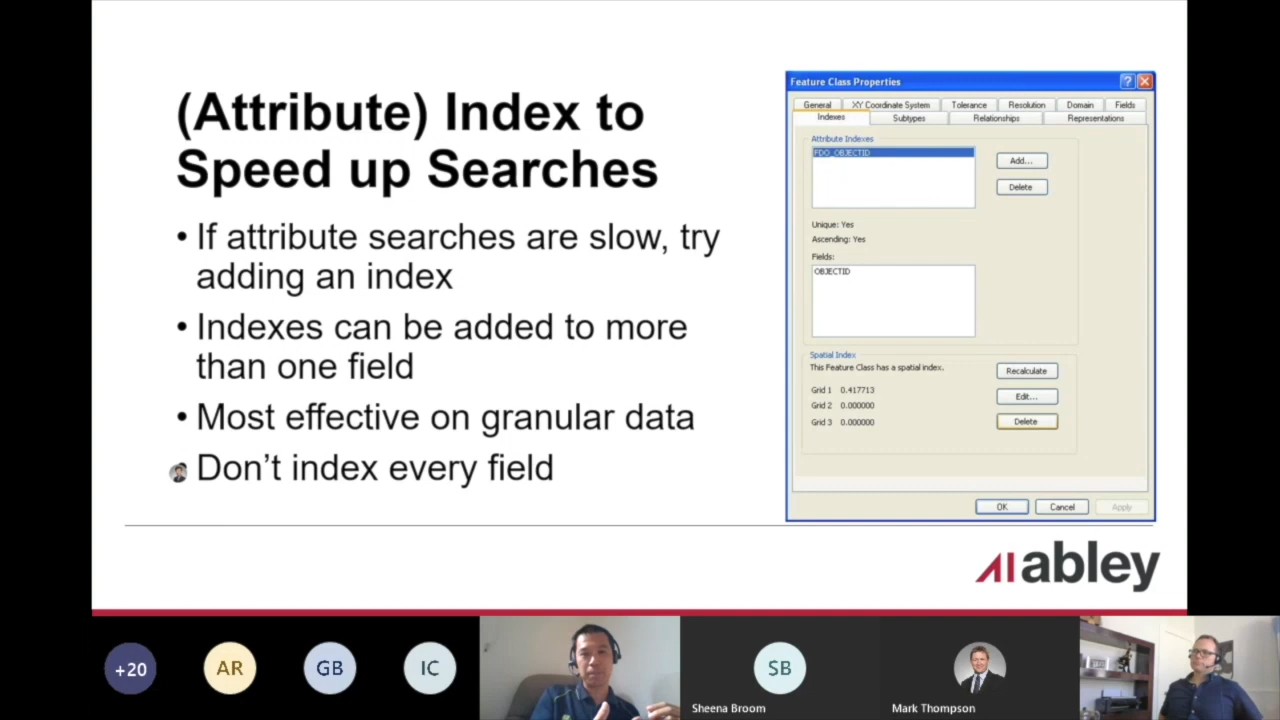 (Attribute) Index to
Speed up Searches
• If attribute searches are slow, try
adding an index
• Indexes can be added to more
than one field
• Most effective on granular data
Don't index every field
Feature Class Properties
General XY Coordinate System Tolerance Resolution Domain Fields
Indexes Subtypes Relationships Representations
Attribute Indexes
FDO_OBJECTID
Add...
Delete
Unique: Yes
Ascending: Yes
Fields:
OBJECTID
Spatial Index
This Feature Class has a spatial index.
Recalculate
Grid 1 0.417713
Edit...
Grid 2 0.000000
Grid 3 0.000000
Delete
OK Cancel Apply
abley
+20 AR GB IC SB
Sheena Broom Mark Thompson